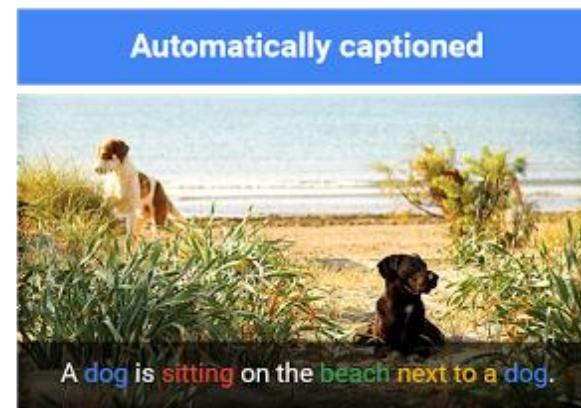 Automatically captioned
A dog is sitting on the beach next to a dog.